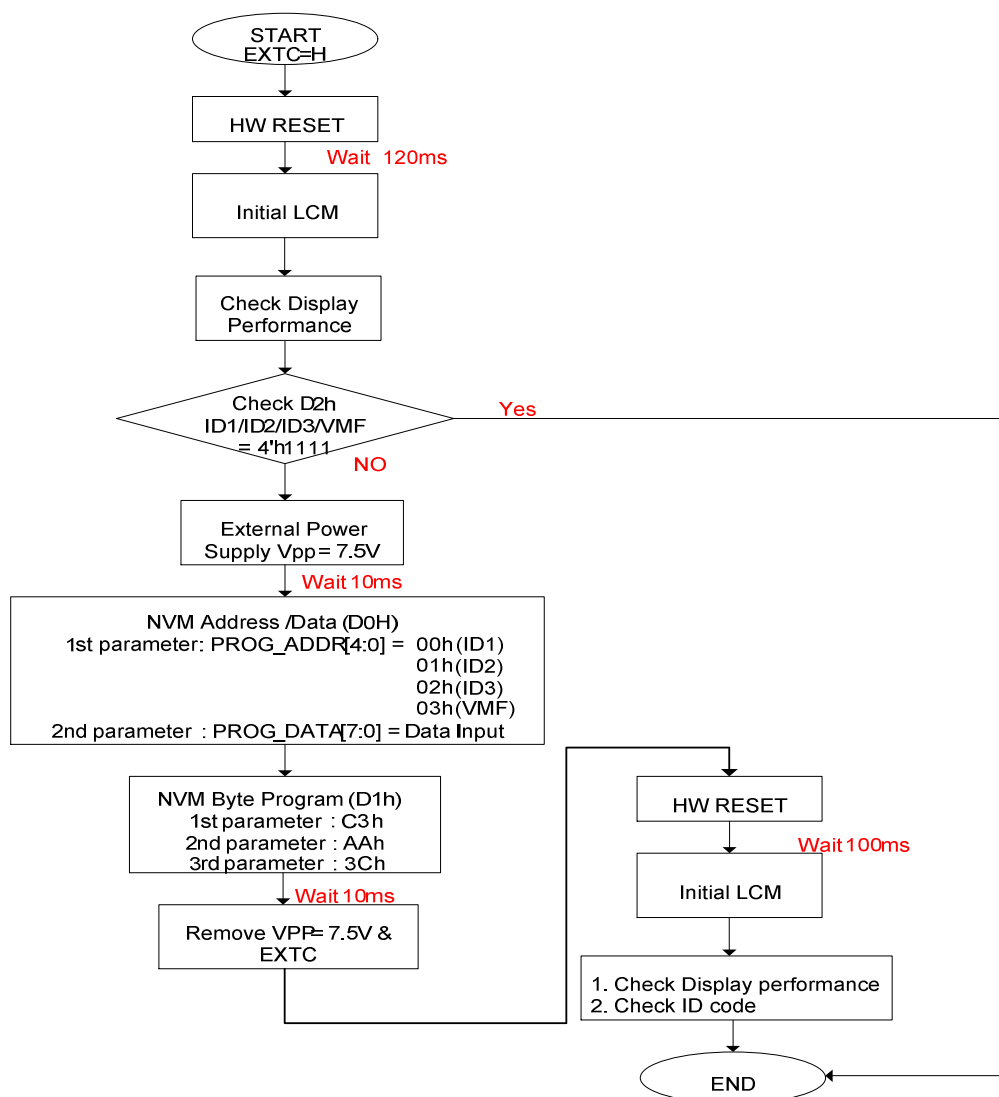 START
EXTC=H
HW RESET
Wait 120ms
Initial LCM
Check Display
Performance
Check D2h
ID1/ID2/ID3/VMF
= 4'h1111
Yes
NO
External Power
Supply Vpp= 7.5V
Wait 10ms
NVM Address /Data (D0H)
1st parameter: PROG_ADDR[4:0] = 00h (ID1)
01h (ID2)
02h (ID3)
03h (VMF)
2nd parameter : PROG_DATA[7:0] = Data Input
NVM Byte Program (D1h)
1st parameter : C3h
2nd parameter : AAh
3rd parameter : 3Ch
Wait 10ms
Remove VPP= 7.5V &
EXTC
HW RESET
Wait 100ms
Initial LCM
1. Check Display performance
2. Check ID code
END